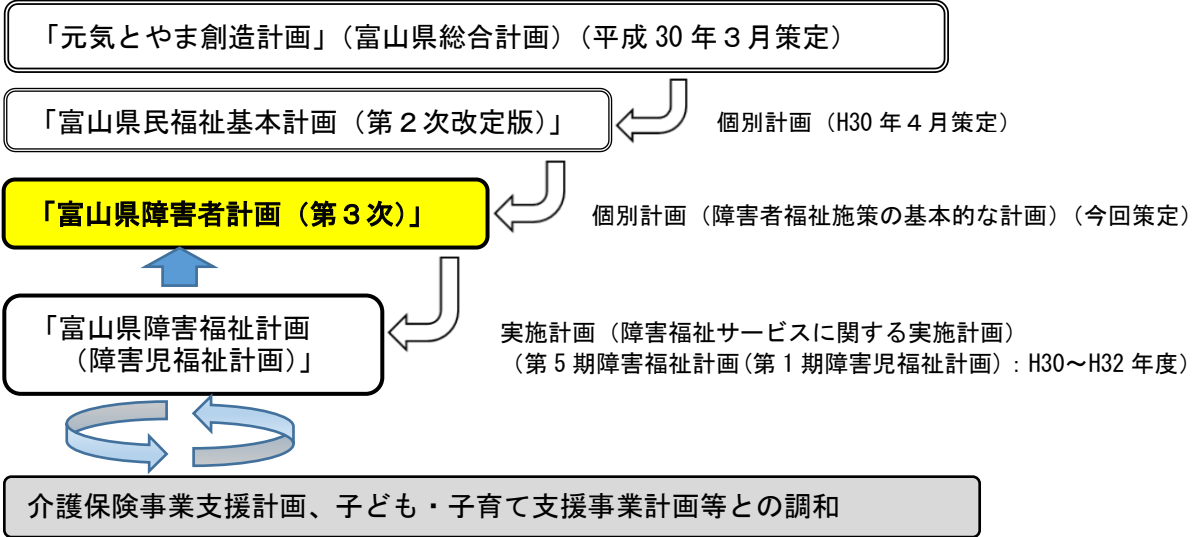 「元気とやま創造計画」（富山県総合計画）（平成 30 年３月策定）
「富山県民福祉基本計画（第２次改定版）」
個別計画（H30 年４月策定）
「富山県障害者計画（第３次）」
個別計画（障害者福祉施策の基本的な計画）（今回策定）
「富山県障害福祉計画
（障害児福祉計画）」
実施計画（障害福祉サービスに関する実施計画）
（第５期障害福祉計画（第１期障害児福祉計画）：H30～H32 年度）
介護保険事業支援計画、子ども・子育て支援事業計画等との調和